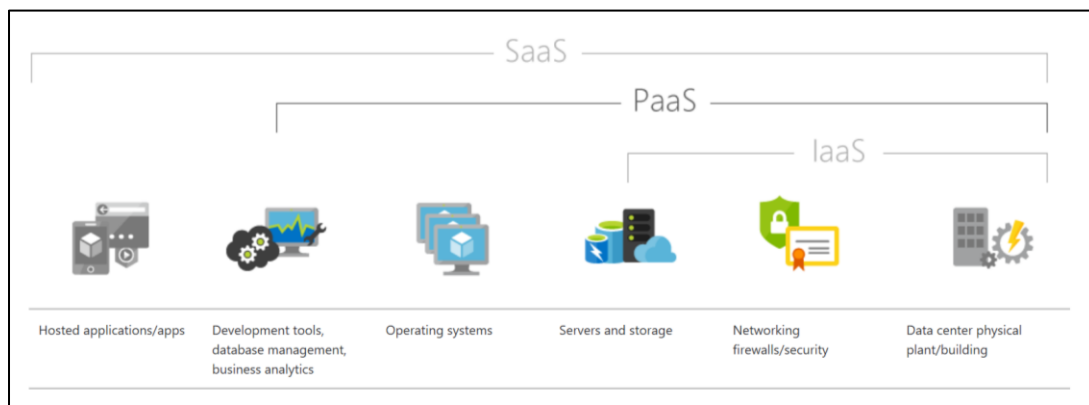 SaaS
PaaS
IaaS
Hosted applications/apps
Development tools,
database management,
business analytics
Operating systems
Servers and storage
Networking
firewalls/security
Data center physical
plant/building